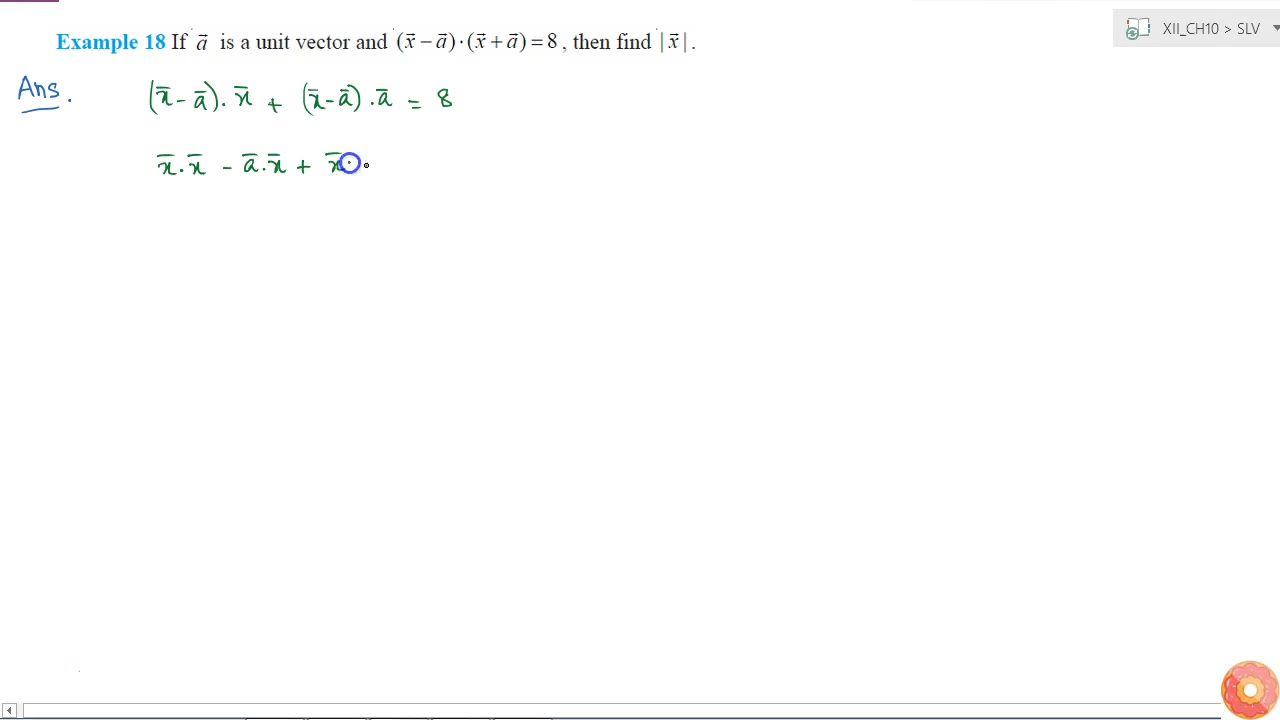 XII_CH10 > SLV
Example 18 If a⃗ is a unit vector and (x⃗ − a⃗) · (x⃗ + a⃗) = 8 , then find | x⃗ | .
Ans. (x̅ - a̅) . x̅ + (x̅ - a̅) . a̅ = 8
x̅ . x̅ - a̅ . x̅ + x̅ .